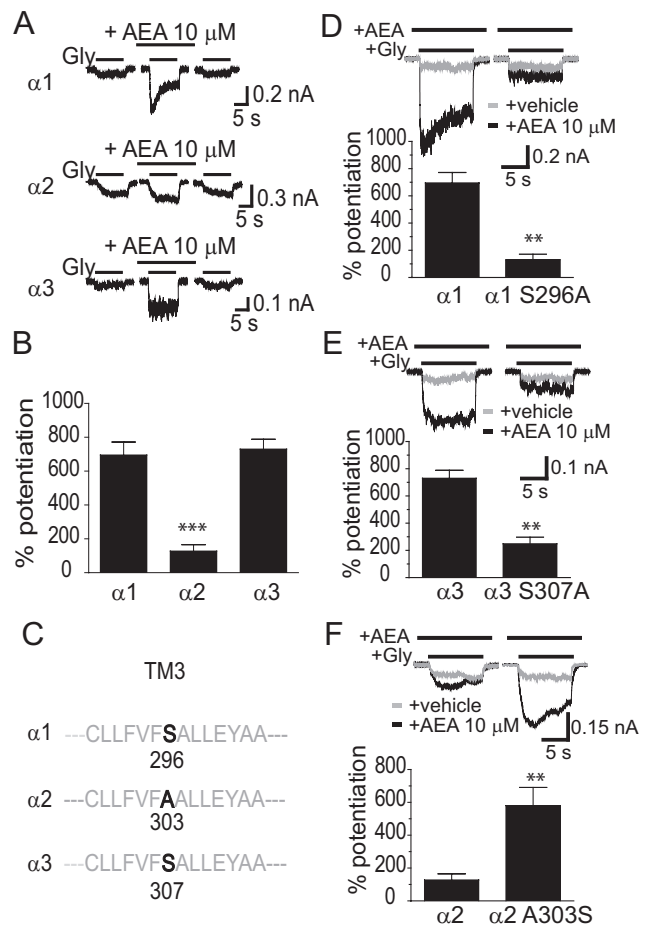 A
+ AEA 10 μM
Gly
α1
0.2 nA
5 s
+ AEA 10 μM
α2
0.3 nA
5 s
+ AEA 10 μM
Gly
α3
0.1 nA
5 s
B
% potentiation
1000
800
600
400
200
0
***
α1 α2 α3
C
TM3
α1
---CLLFVFSALLEYAA---
296
α2
---CLLFVFAALLEYAA---
303
α3
---CLLFVFSALLEYAA---
307
D
+AEA
+Gly
+vehicle
+AEA 10 μM
0.2 nA
5 s
% potentiation
1000
800
600
400
200
0
**
α1 α1 S296A
E
+AEA
+Gly
+vehicle
+AEA 10 μM
0.1 nA
5 s
% potentiation
1000
800
600
400
200
0
**
α3 α3 S307A
F
+AEA
+Gly
+vehicle
+AEA 10 μM
0.15 nA
5 s
% potentiation
800
600
400
200
0
**
α2 α2 A303S